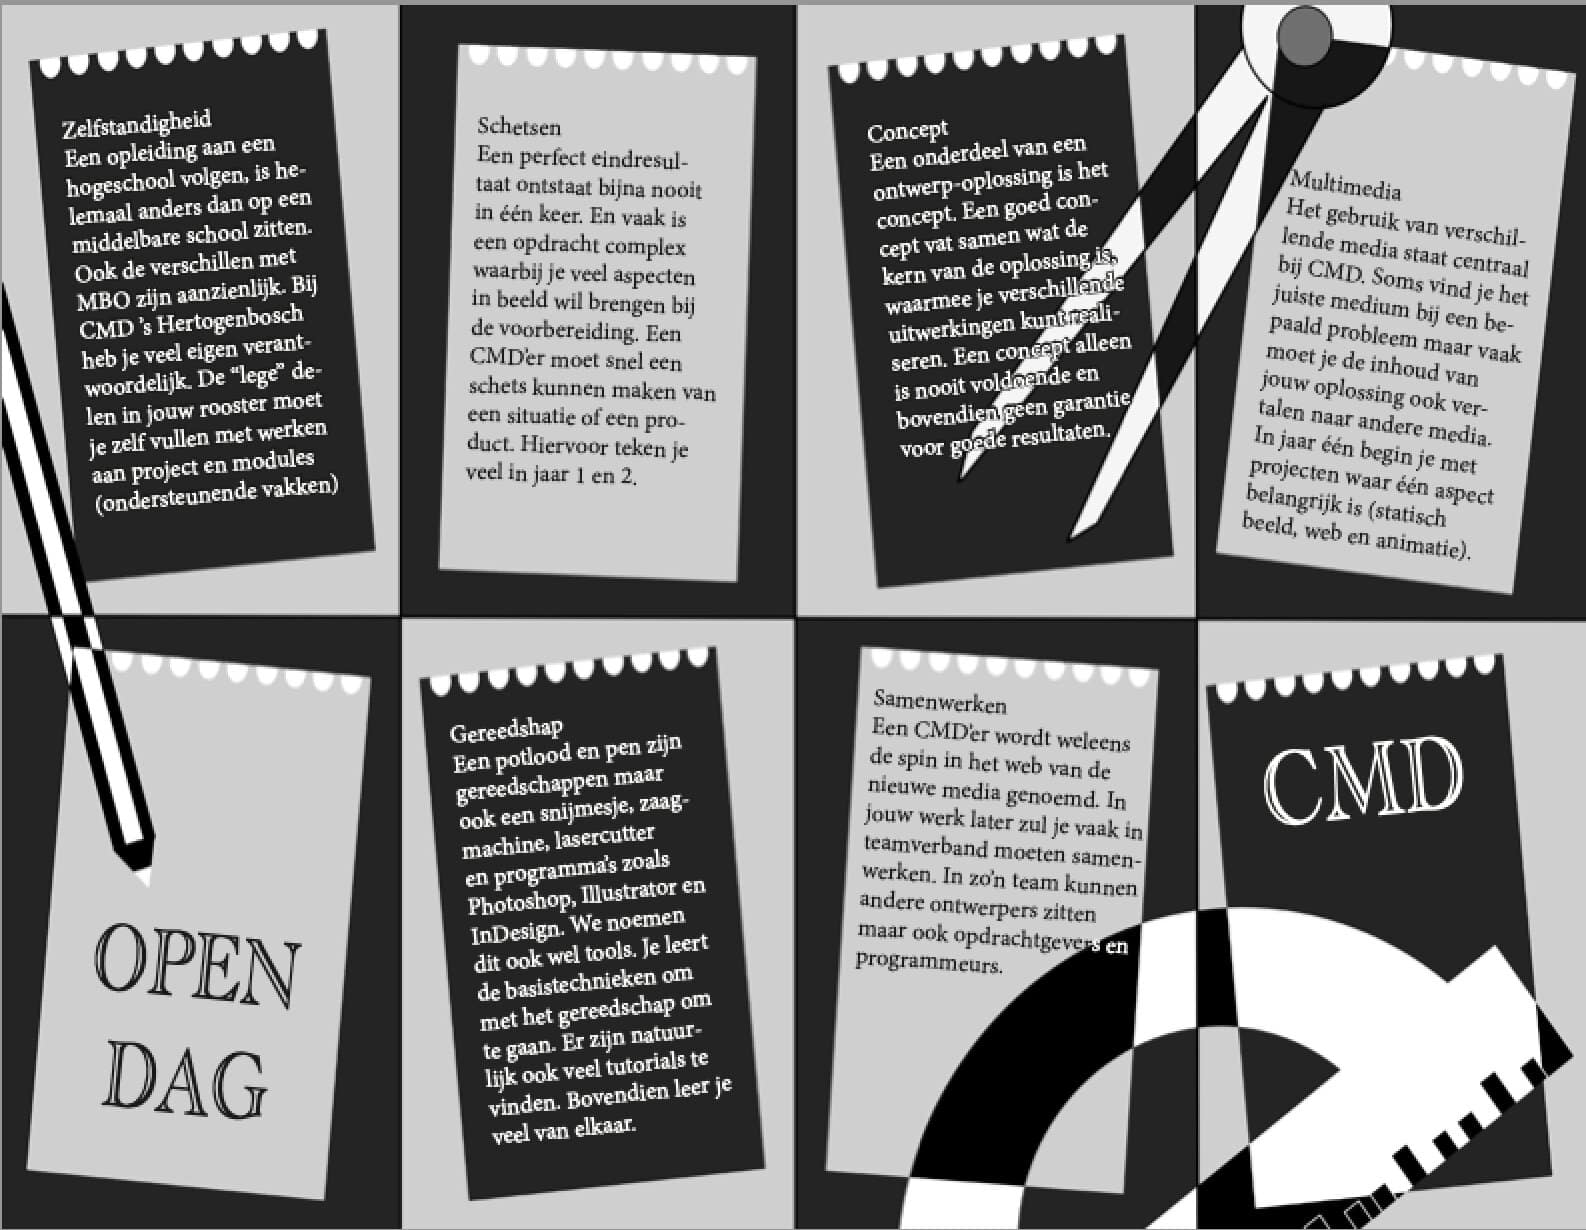 Zelfstandigheid
Een opleiding aan een
hogeschool volgen, is he-
lemaal anders dan op een
middelbare school zitten.
Ook de verschillen met
MBO zijn aanzienlijk. Bij
CMD 's Hertogenbosch
heb je veel eigen verant-
woordelijk. De “lege” de-
len in jouw rooster moet
je zelf vullen met werken
aan project en modules
(ondersteunende vakken)
Schetsen
Een perfect eindresul-
taat ontstaat bijna nooit
in één keer. En vaak is
een opdracht complex
waarbij je veel aspecten
in beeld wil brengen bij
de voorbereiding. Een
CMD'er moet snel een
schets kunnen maken van
een situatie of een pro-
duct. Hiervoor teken je
veel in jaar 1 en 2.
Concept
Een onderdeel van een
ontwerp-oplossing is het
concept. Een goed con-
cept vat samen wat de
kern van de oplossing is,
waarmee je verschillende
uitwerkingen kunt reali-
seren. Een concept alleen
is nooit voldoende en
bovendien geen garantie
voor goede resultaten.
Multimedia
Het gebruik van verschil-
lende media staat centraal
bij CMD. Soms vind je het
juiste medium bij een be-
paald probleem maar vaak
moet je de inhoud van
jouw oplossing ook ver-
talen naar andere media.
In jaar één begin je met
projecten waar één aspect
belangrijk is (statisch
beeld, web en animatie).
OPEN
DAG
Gereedshap
Een potlood en pen zijn
gereedschappen maar
ook een snijmesje, zaag-
machine, lasercutter
en programma's zoals
Photoshop, Illustrator en
InDesign. We noemen
dit ook wel tools. Je leert
de basistechnieken om
met het gereedschap om
te gaan. Er zijn natuur-
lijk ook veel tutorials te
vinden. Bovendien leer je
veel van elkaar.
Samenwerken
Een CMD'er wordt weleens
de spin in het web van de
nieuwe media genoemd. In
jouw werk later zul je vaak in
teamverband moeten samen-
werken. In zo'n team kunnen
andere ontwerpers zitten
maar ook opdrachtgevers en
programmeurs.
CMD